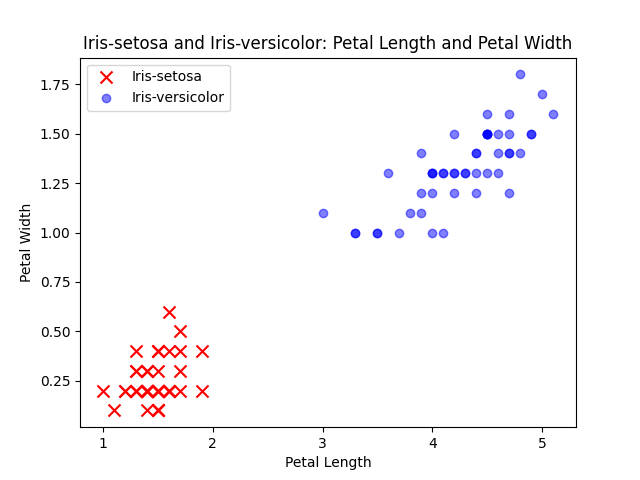 Iris-setosa and Iris-versicolor: Petal Length and Petal Width
Iris-setosa
Iris-versicolor
Petal Width
1.75
1.50
1.25
1.00
0.75
0.50
0.25
1 2 3 4 5
Petal Length